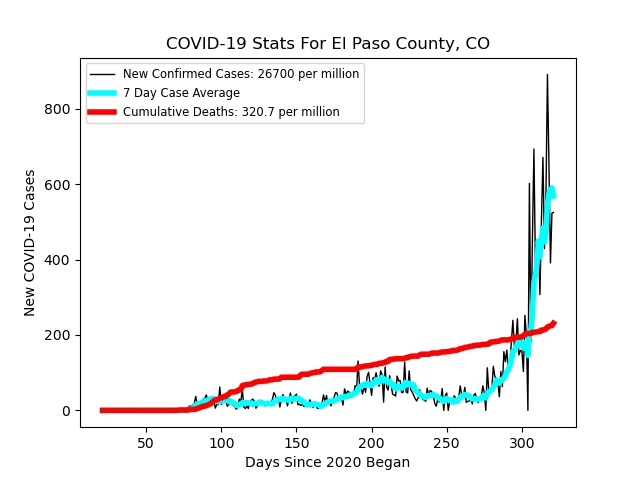 COVID-19 Stats For El Paso County, CO
New Confirmed Cases: 26700 per million
7 Day Case Average
Cumulative Deaths: 320.7 per million
New COVID-19 Cases
800
600
400
200
0
50 100 150 200 250 300
Days Since 2020 Began